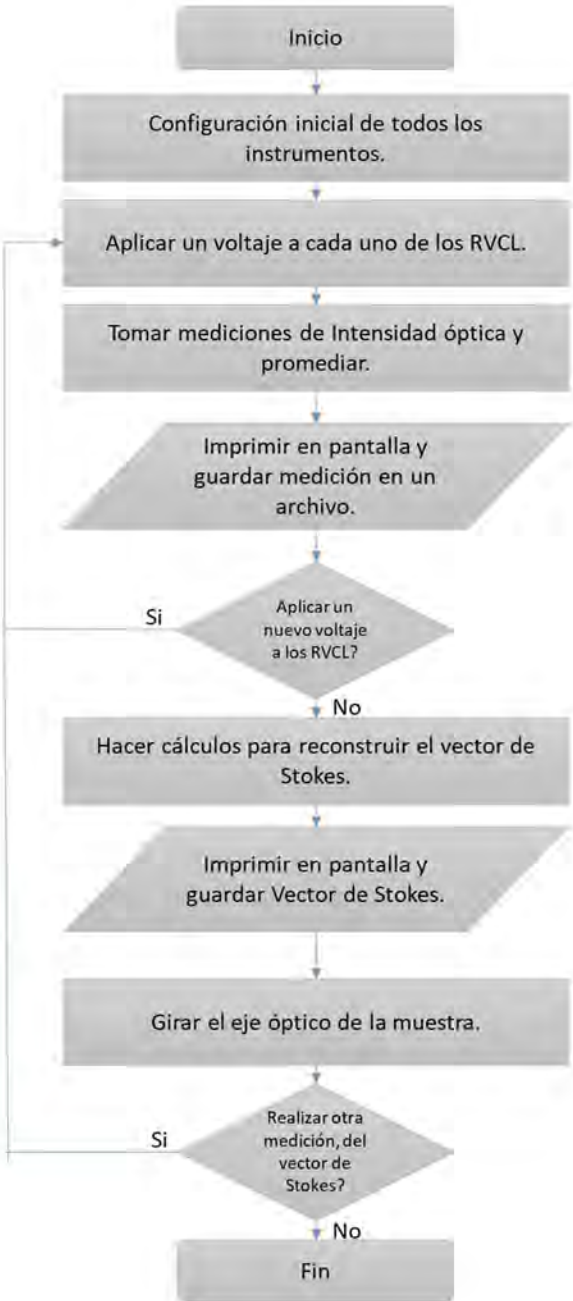 Inicio
Configuración inicial de todos los
instrumentos.
Aplicar un voltaje a cada uno de los RVCL.
Tomar mediciones de Intensidad óptica y
promediar.
Imprimir en pantalla y
guardar medición en un
archivo.
Si
Aplicar un
nuevo voltaje
a los RVCL?
No
Hacer cálculos para reconstruir el vector de
Stokes.
Imprimir en pantalla y
guardar Vector de Stokes.
Girar el eje óptico de la muestra.
Si
Realizar otra
medición, del
vector de
Stokes?
No
Fin